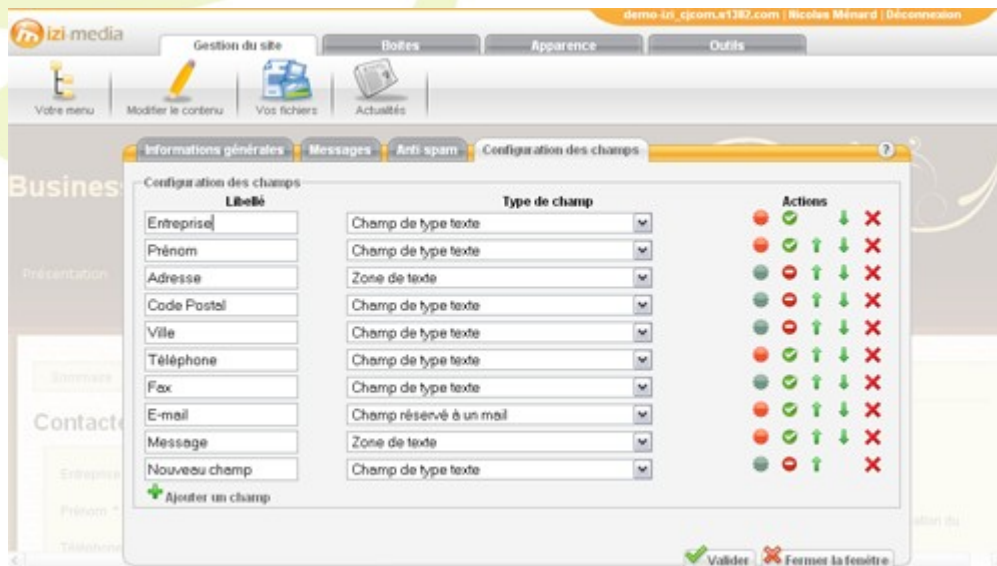 demo-izi_cjcom.n1382.com | Nicolas Ménard | Déconnexion
izi-media
Gestion du site Boîtes Apparence Outils
Votre menu Modifier le contenu Vos fichiers Actualités
Informations générales Messages Anti spam Configuration des champs ?
Busines
Configuration des champs
Libellé Type de champ Actions
Entreprise Champ de type texte
Prénom Champ de type texte
Présentation
Adresse Zone de texte
Code Postal Champ de type texte
Ville Champ de type texte
Téléphone Champ de type texte
Sommaire
Fax Champ de type texte
E-mail Champ réservé à un mail
Contacte
Message Zone de texte
Nouveau champ Champ de type texte
Entreprise
Ajouter un champ
Prénom *
Téléphone
Valider Fermer la fenêtre